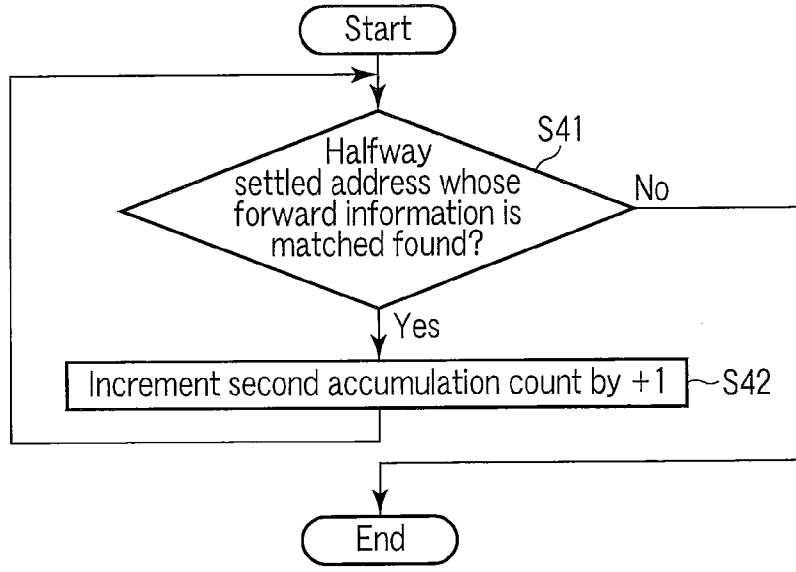 Start
S41
Halfway
settled address whose
forward information is
matched found?
No
Yes
Increment second accumulation count by +1
S42
End